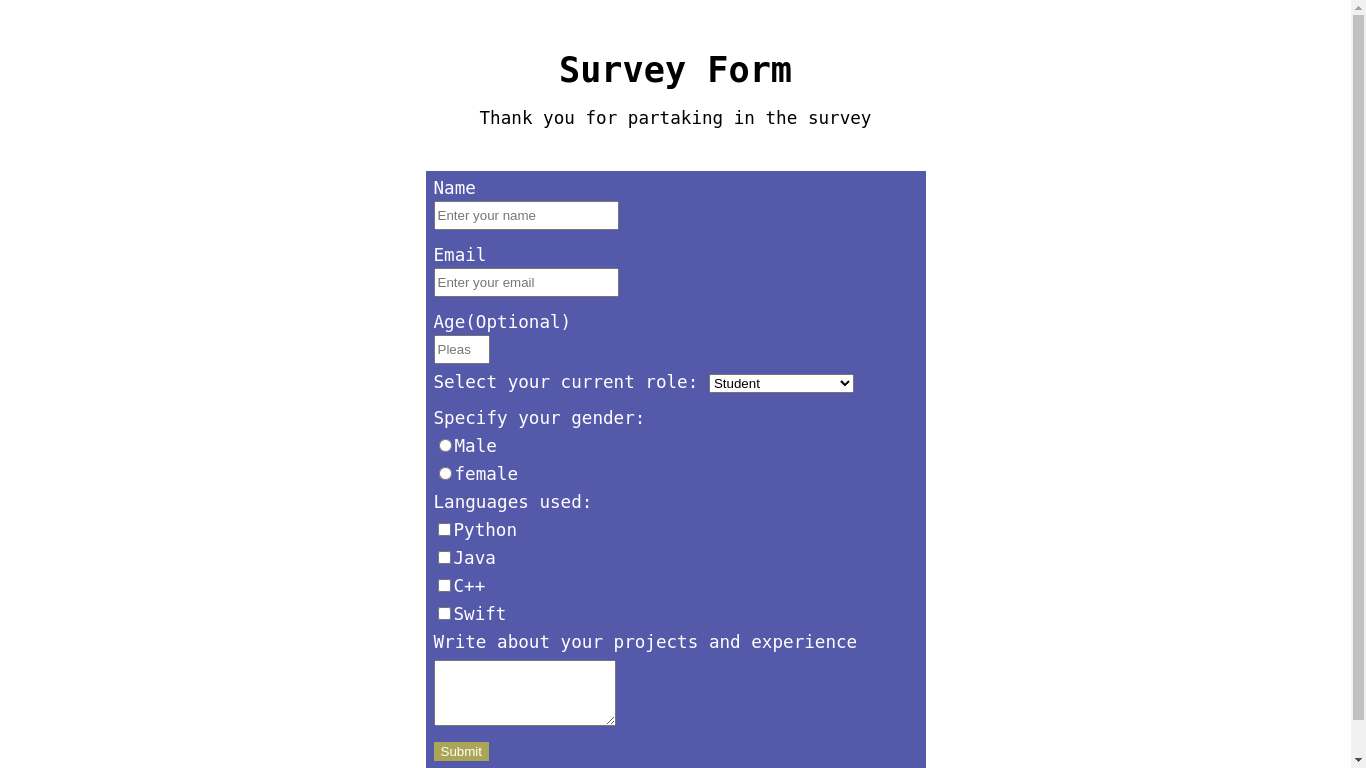 Survey Form
Thank you for partaking in the survey
Name
Enter your name
Email
Enter your email
Age(Optional)
Pleas
Select your current role: Student
Specify your gender:
Male
female
Languages used:
Python
Java
C++
Swift
Write about your projects and experience
Submit